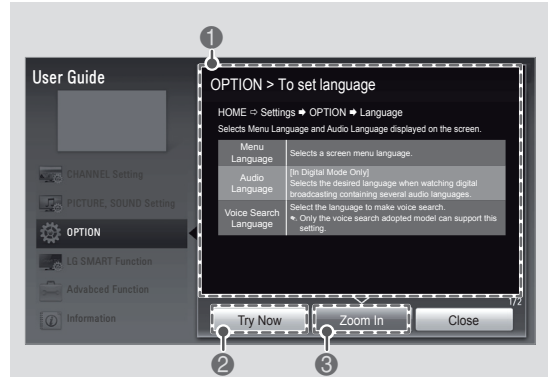 1
User Guide
OPTION > To set language
HOME ⇨ Settings ➡ OPTION ➡ Language
Selects Menu Language and Audio Language displayed on the screen.
Menu
Language
Selects a screen menu language.
Audio
Language
[In Digital Mode Only]
Selects the desired language when watching digital
broadcasting containing several audio languages.
Voice Search
Language
Select the language to make voice search.
Only the voice search adopted model can support this
setting.
CHANNEL Setting
PICTURE, SOUND Setting
OPTION
LG SMART Function
Advabced Function
Information
1/2
Try Now
Zoom In
Close
2
3